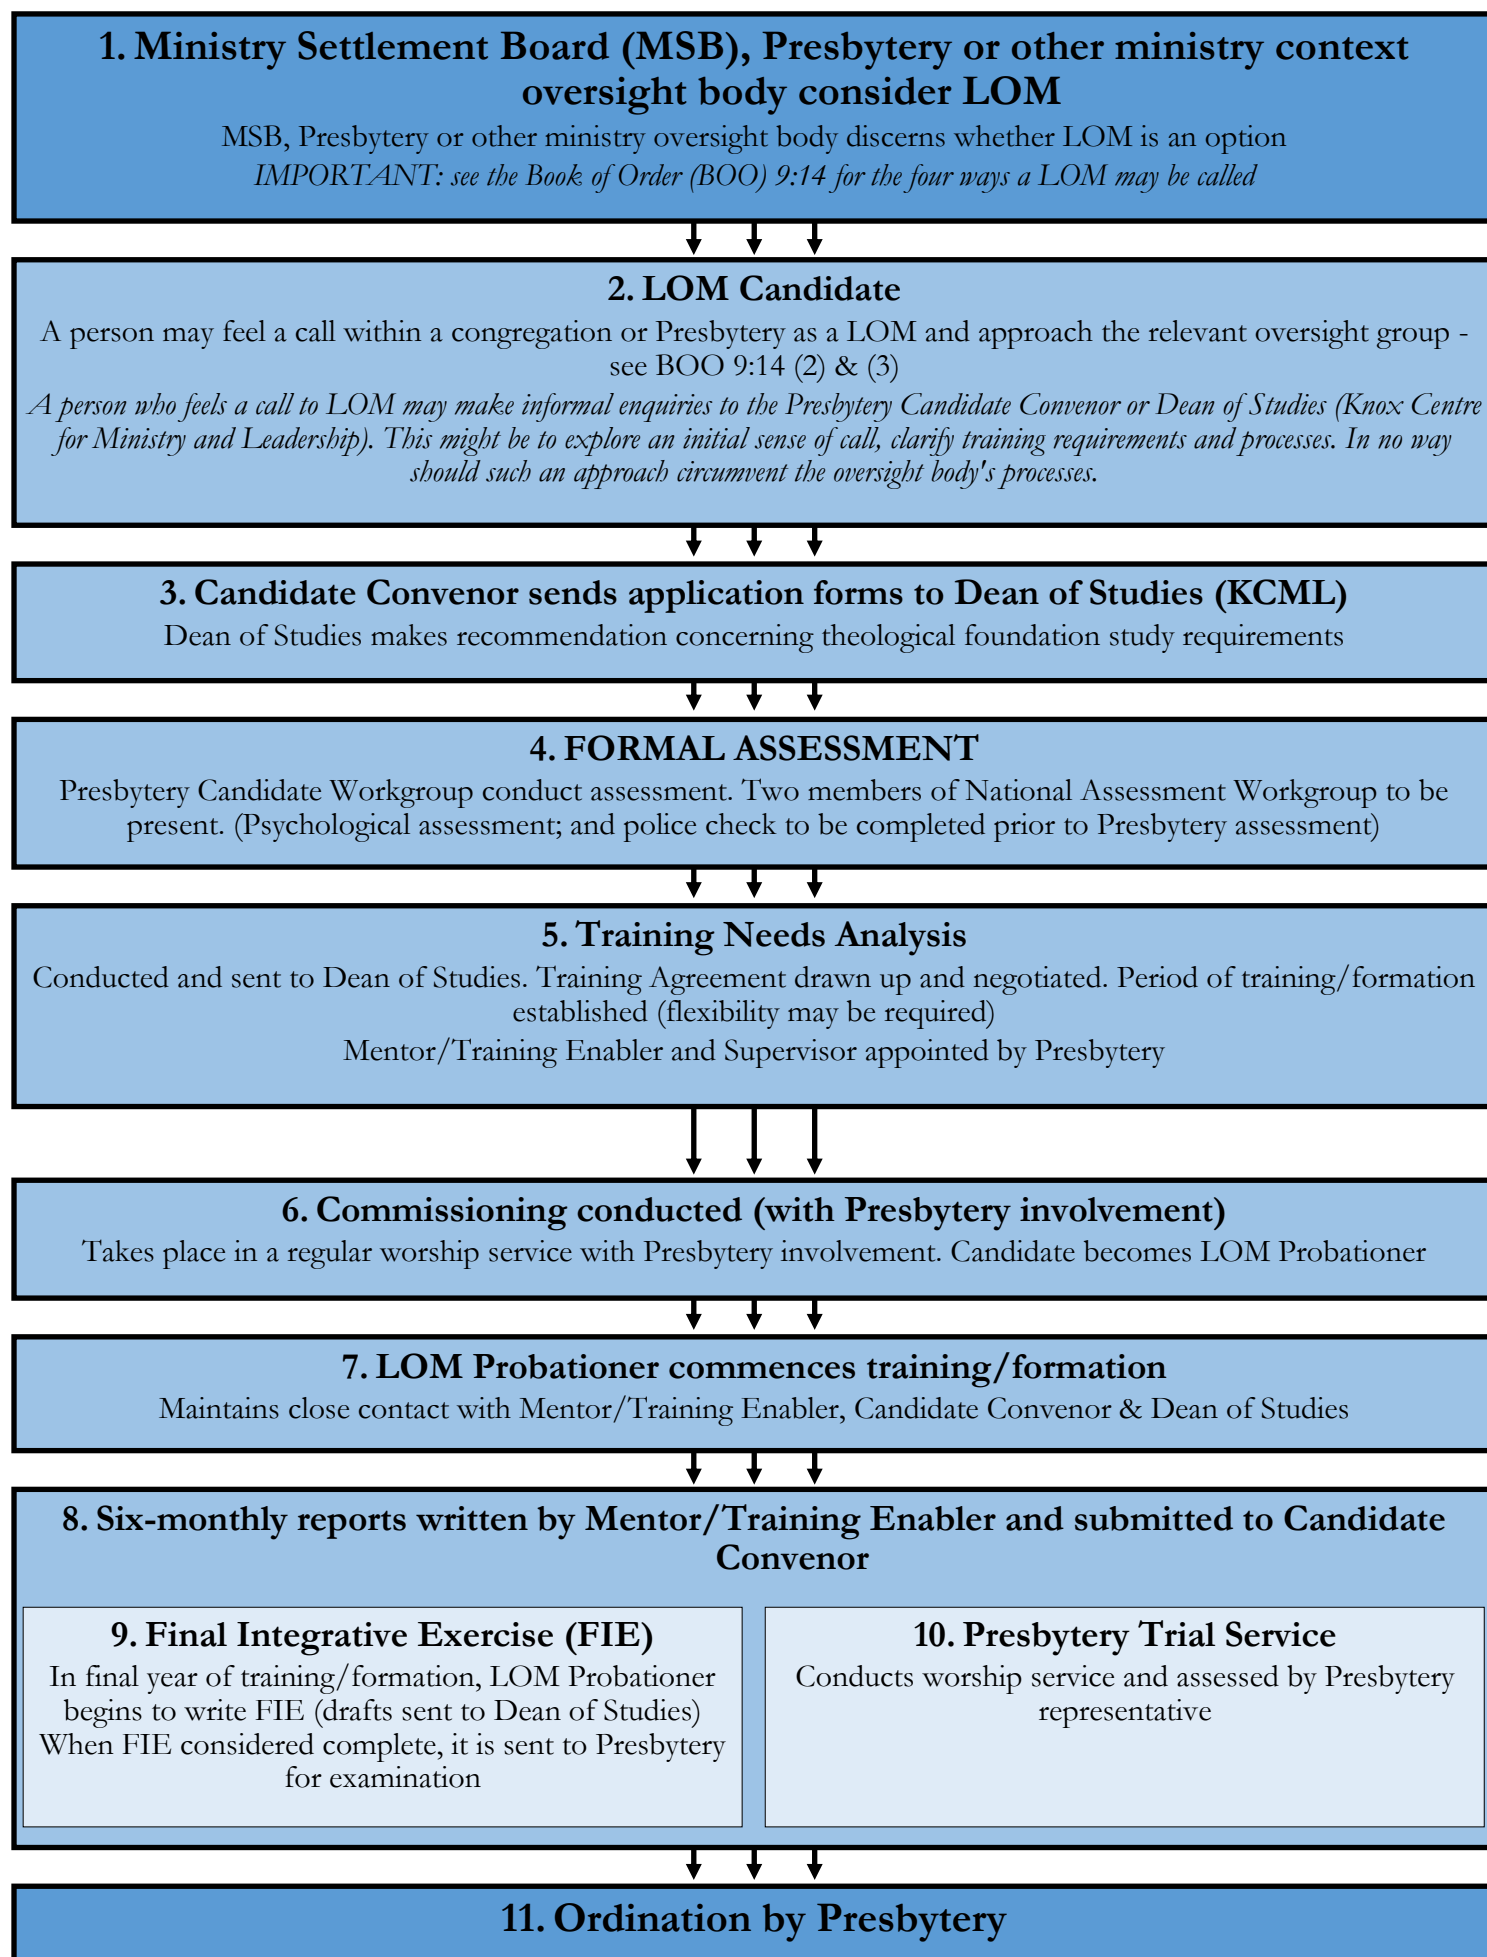 1. Ministry Settlement Board (MSB), Presbytery or other ministry context
oversight body consider LOM
MSB, Presbytery or other ministry oversight body discerns whether LOM is an option
IMPORTANT: see the Book of Order (BOO) 9:14 for the four ways a LOM may be called
2. LOM Candidate
A person may feel a call within a congregation or Presbytery as a LOM and approach the relevant oversight group -
see BOO 9:14 (2) & (3)
A person who feels a call to LOM may make informal enquiries to the Presbytery Candidate Convenor or Dean of Studies (Knox Centre
for Ministry and Leadership). This might be to explore an initial sense of call, clarify training requirements and processes. In no way
should such an approach circumvent the oversight body's processes.
3. Candidate Convenor sends application forms to Dean of Studies (KCML)
Dean of Studies makes recommendation concerning theological foundation study requirements
4. FORMAL ASSESSMENT
Presbytery Candidate Workgroup conduct assessment. Two members of National Assessment Workgroup to be
present. (Psychological assessment; and police check to be completed prior to Presbytery assessment)
5. Training Needs Analysis
Conducted and sent to Dean of Studies. Training Agreement drawn up and negotiated. Period of training/formation
established (flexibility may be required)
Mentor/Training Enabler and Supervisor appointed by Presbytery
6. Commissioning conducted (with Presbytery involvement)
Takes place in a regular worship service with Presbytery involvement. Candidate becomes LOM Probationer
7. LOM Probationer commences training/formation
Maintains close contact with Mentor/Training Enabler, Candidate Convenor & Dean of Studies
8. Six-monthly reports written by Mentor/Training Enabler and submitted to Candidate
Convenor
9. Final Integrative Exercise (FIE)
In final year of training/formation, LOM Probationer
begins to write FIE (drafts sent to Dean of Studies)
When FIE considered complete, it is sent to Presbytery
for examination
10. Presbytery Trial Service
Conducts worship service and assessed by Presbytery
representative
11. Ordination by Presbytery